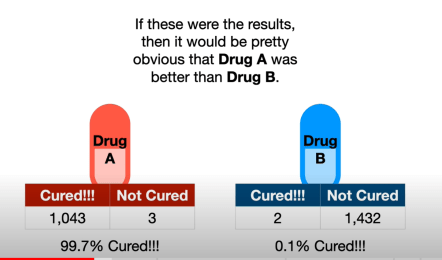 If these were the results,
then it would be pretty
obvious that Drug A was
better than Drug B.
Drug
A
Drug
B
Cured!!! Not Cured
1,043 3
99.7% Cured!!!
Cured!!! Not Cured
2 1,432
0.1% Cured!!!